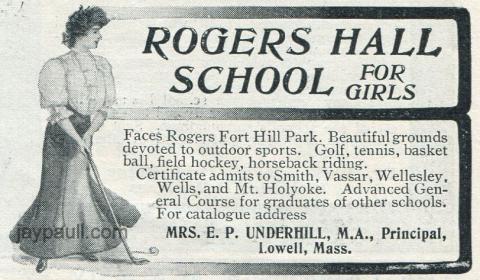 ROGERS HALL
SCHOOL FOR
GIRLS
Faces Rogers Fort Hill Park. Beautiful grounds
devoted to outdoor sports. Golf, tennis, basket
ball, field hockey, horseback riding.
Certificate admits to Smith, Vassar, Wellesley,
Wells, and Mt. Holyoke. Advanced Gen-
eral Course for graduates of other schools.
For catalogue address
MRS. E. P. UNDERHILL, M.A., Principal,
Lowell, Mass.
jaypaull.com